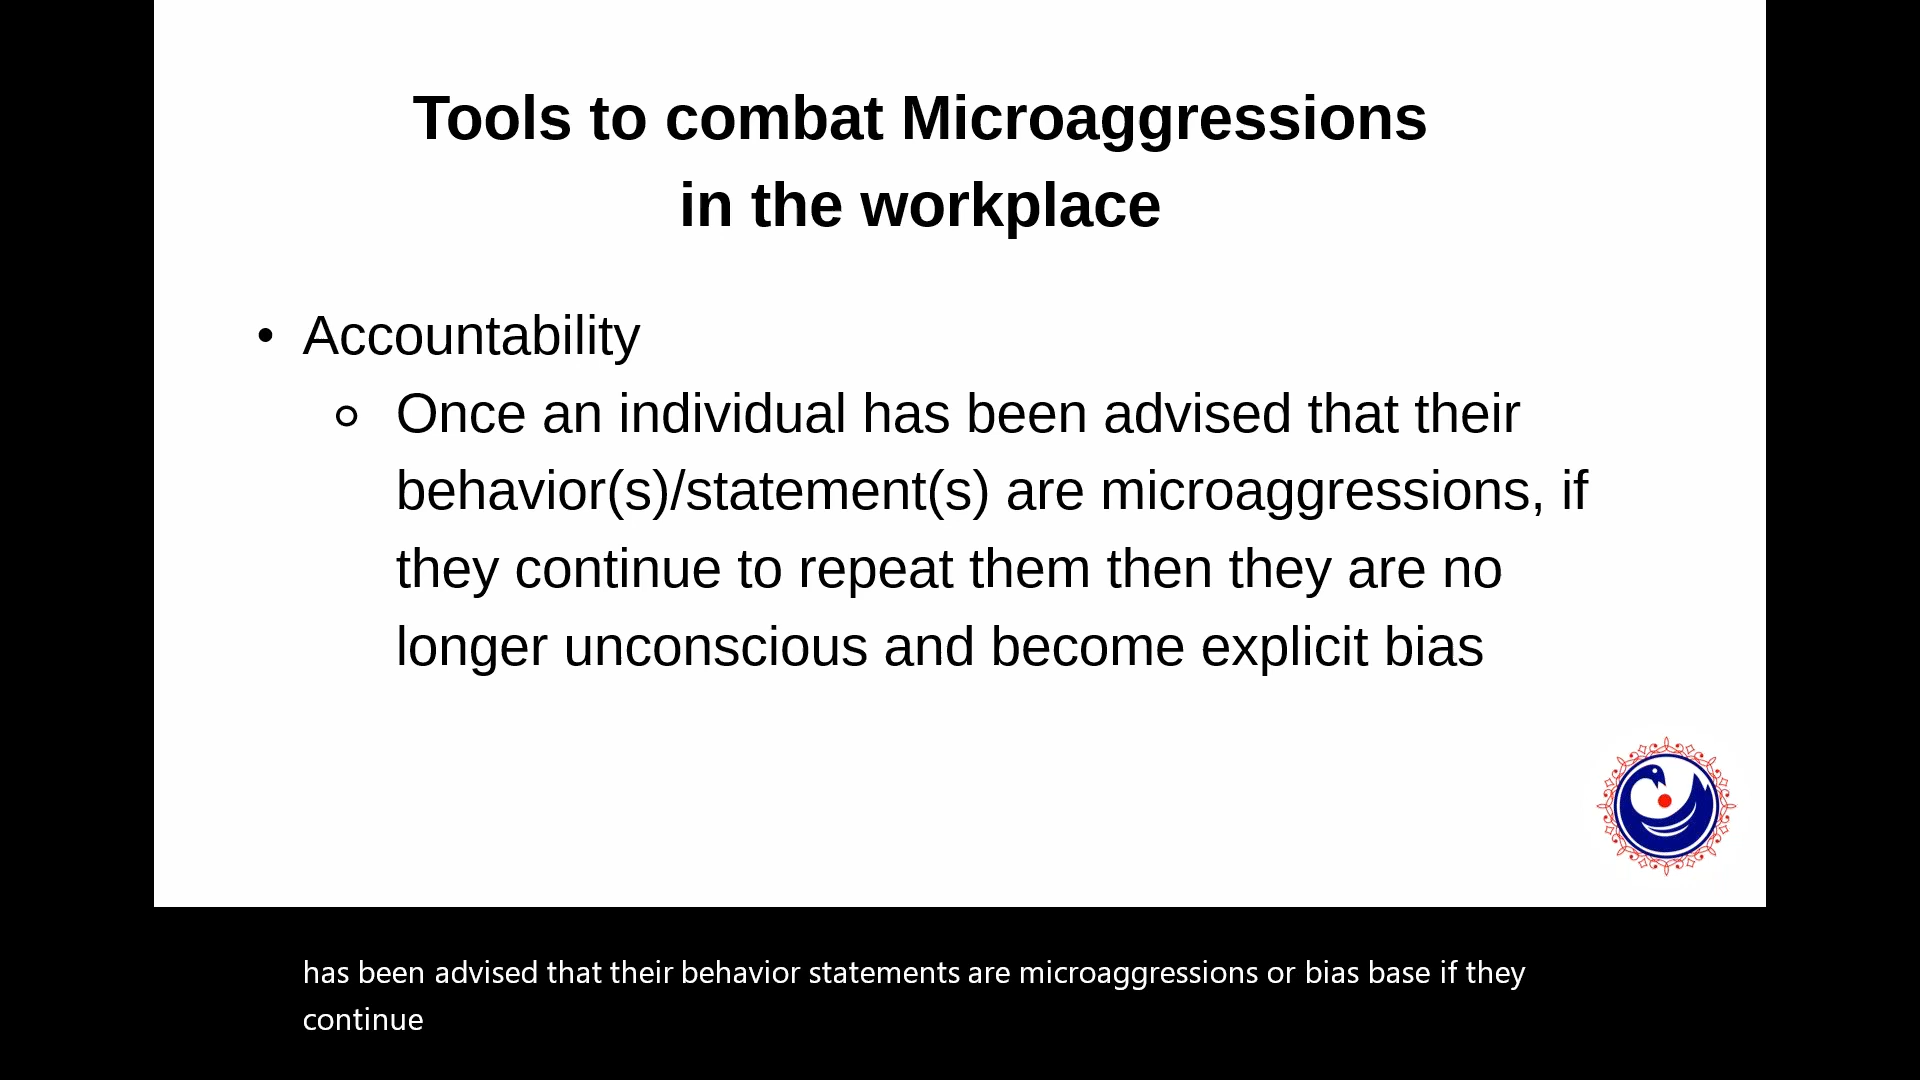 Tools to combat Microaggressions
in the workplace
• Accountability
o Once an individual has been advised that their
behavior(s)/statement(s) are microaggressions, if
they continue to repeat them then they are no
longer unconscious and become explicit bias
has been advised that their behavior statements are microaggressions or bias base if they
continue